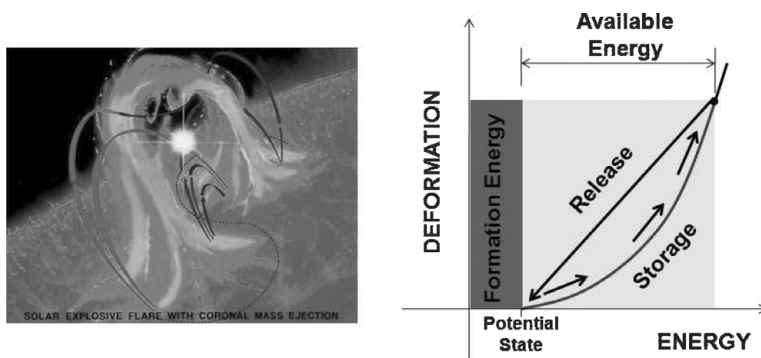 SOLAR EXPLOSIVE FLARE WITH CORONAL MASS EJECTION
Available
Energy
DEFORMATION
Formation Energy
Release
Storage
Potential
State
ENERGY